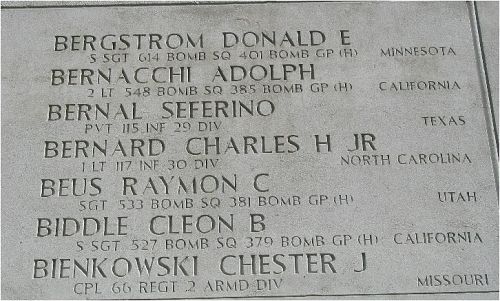 BERGSTROM DONALD E
S SGT 614 BOMB SQ 401 BOMB GP (H) MINNESOTA
BERNACCHI ADOLPH
2 LT 548 BOMB SQ 385 BOMB GP (H) CALIFORNIA
BERNAL SEFERINO
PVT 115 INF 29 DIV TEXAS
BERNARD CHARLES H JR
1 LT 117 INF 30 DIV NORTH CAROLINA
BEUS RAYMON C
SGT 533 BOMB SQ 381 BOMB GP (H) UTAH
BIDDLE CLEON B
S SGT 527 BOMB SQ 379 BOMB GP (H) CALIFORNIA
BIENKOWSKI CHESTER J
CPL 66 REGT 2 ARMD DIV MISSOURI